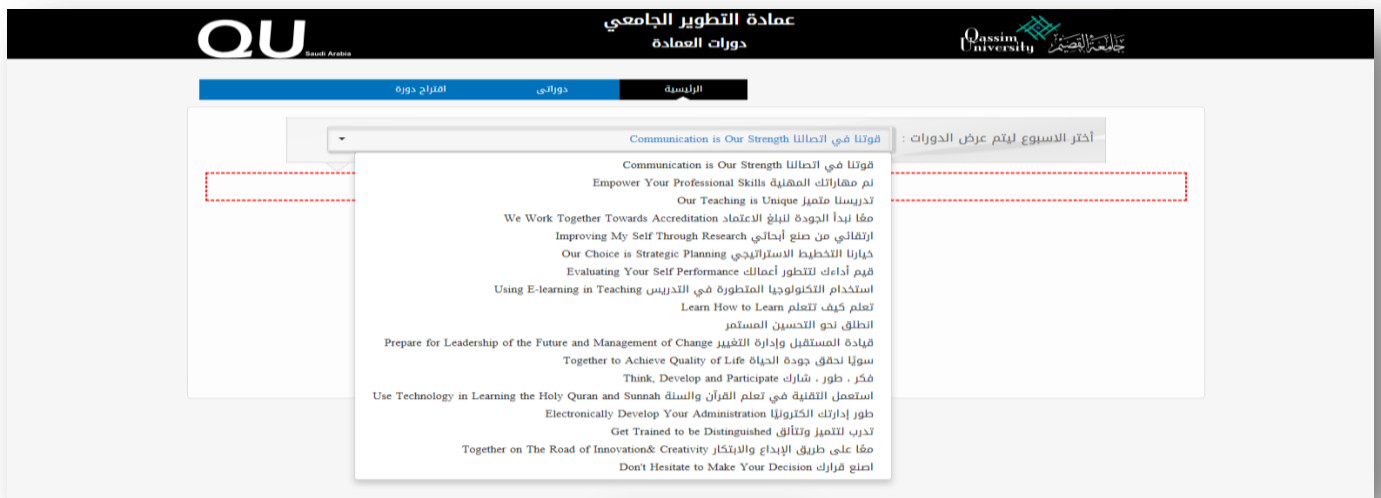 عمادة التطوير الجامعي
دورات العمادة
Qassim University
جامعة القصيم
QU
Saudi Arabia
الرئيسية
دوراتى
اقتراح دورة
أختر الاسبوع ليتم عرض الدورات :
قوتنا في اتصالنا Communication is Our Strength
قوتنا في اتصالنا Communication is Our Strength
نم مهاراتك المهنية Empower Your Professional Skills
تدريسنا متميز Our Teaching is Unique
معًا نبدأ الجودة لنبلغ الاعتماد We Work Together Towards Accreditation
ارتقائي من صنع أبحاثي Improving My Self Through Research
خيارنا التخطيط الاستراتيجي Our Choice is Strategic Planning
قيم أداءك لتتطور أعمالك Evaluating Your Self Performance
استخدام التكنولوجيا المتطورة في التدريس Using E-learning in Teaching
تعلم كيف تتعلم Learn How to Learn
انطلق نحو التحسين المستمر
قيادة المستقبل وإدارة التغيير Prepare for Leadership of the Future and Management of Change
سويًا نحقق جودة الحياة Together to Achieve Quality of Life
فكر ، طور ، شارك Think, Develop and Participate
استعمل التقنية في تعلم القرآن والسنة Use Technology in Learning the Holy Quran and Sunnah
طور إدارتك الكترونيًا Electronically Develop Your Administration
تدرب لتتميز وتتألق Get Trained to be Distinguished
معًا على طريق الإبداع والابتكار Together on The Road of Innovation& Creativity
اصنع قرارك Don't Hesitate to Make Your Decision